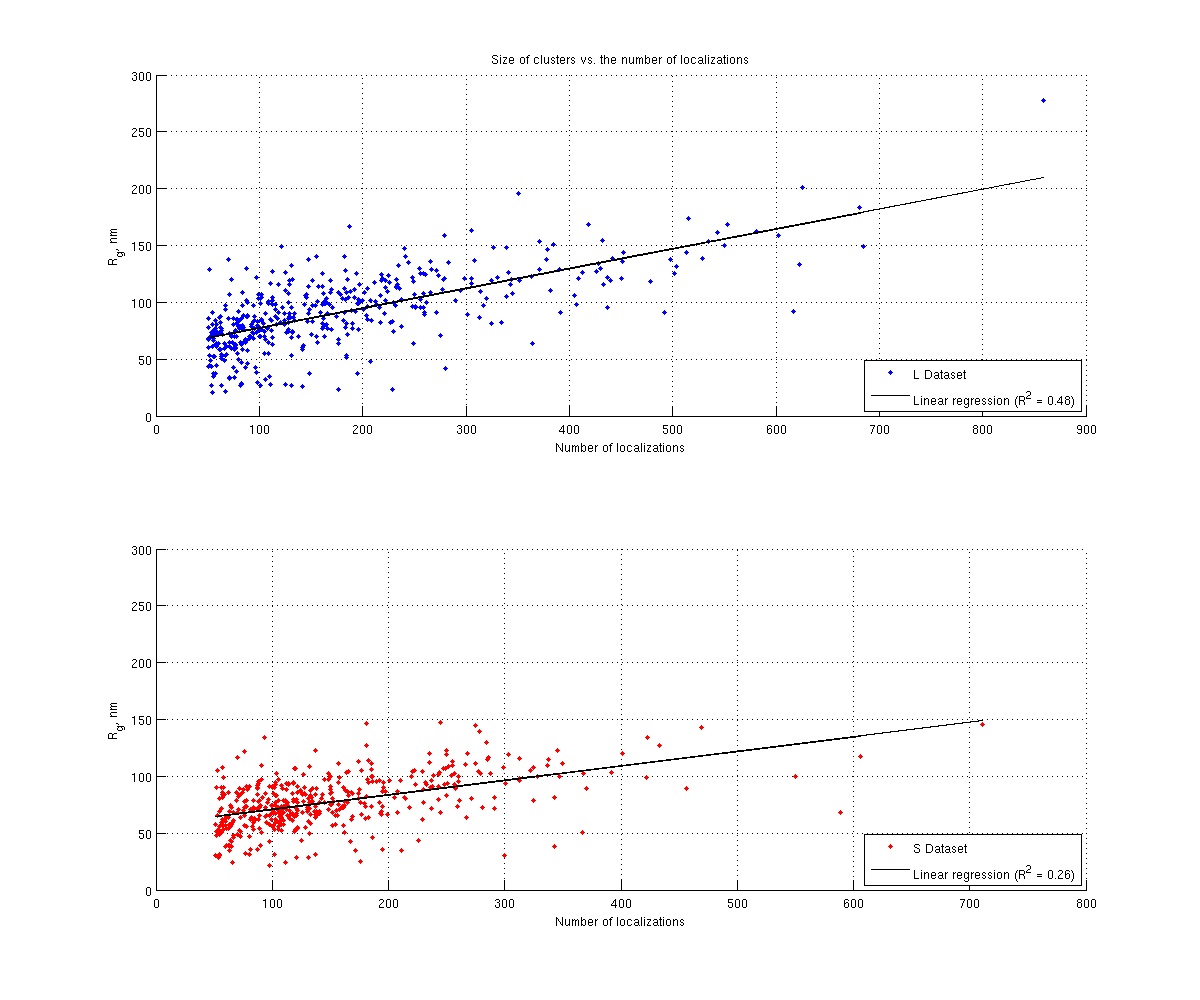 Size of clusters vs. the number of localizations
300
250
200
150
100
50
0
R_g, nm
L Dataset
Linear regression (R^2 = 0.48)
0 100 200 300 400 500 600 700 800 900
Number of localizations
300
250
200
150
100
50
0
R_g, nm
S Dataset
Linear regression (R^2 = 0.26)
0 100 200 300 400 500 600 700 800
Number of localizations